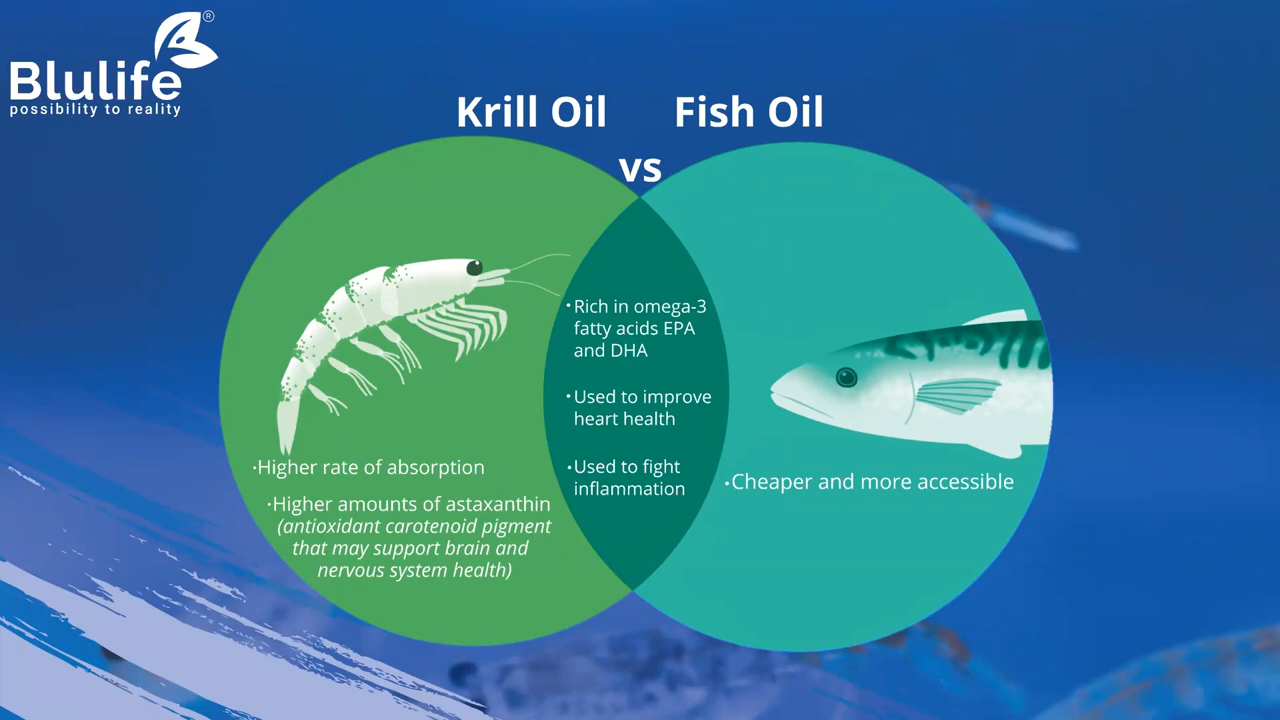 Blulife®
possibility to reality
Krill Oil
Fish Oil
vs
·Higher rate of absorption
·Higher amounts of astaxanthin
(antioxidant carotenoid pigment
that may support brain and
nervous system health)
·Rich in omega-3
fatty acids EPA
and DHA
·Used to improve
heart health
·Used to fight
inflammation
·Cheaper and more accessible